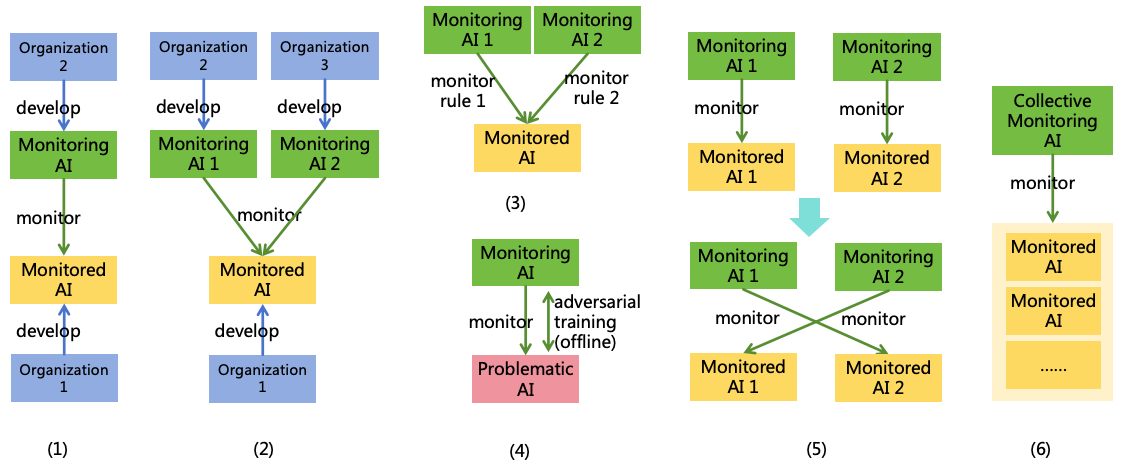 Organization
2
develop
Monitoring
AI
monitor
Monitored
AI
develop
Organization
1
(1)
Organization
2
Organization
3
develop
develop
Monitoring
AI 1
Monitoring
AI 2
monitor
Monitored
AI
develop
Organization
1
(2)
Monitoring
AI 1
Monitoring
AI 2
monitor
rule 1
monitor
rule 2
Monitored
AI
(3)
Monitoring
AI
monitor
adversarial
training
(offline)
Problematic
AI
(4)
Monitoring
AI 1
Monitoring
AI 2
monitor
monitor
Monitored
AI 1
Monitored
AI 2
Monitoring
AI 1
Monitoring
AI 2
monitor
monitor
Monitored
AI 1
Monitored
AI 2
(5)
Collective
Monitoring
AI
monitor
Monitored
AI
Monitored
AI
......
(6)